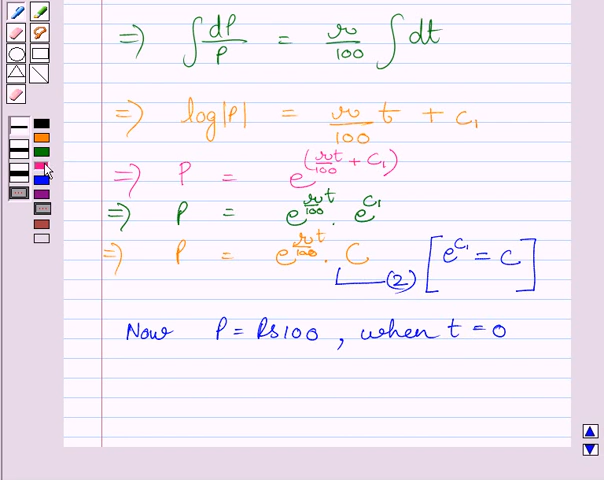 ⇒ ∫ dP/P = r/100 ∫ dt
⇒ log|P| = r/100 t + C₁
⇒ P = e^(rt/100 + C₁)
⇒ P = e^(rt/100) . e^C₁
⇒ P = e^(rt/100) . C [e^C₁ = C]
(2)
Now P = Rs100 , when t = 0